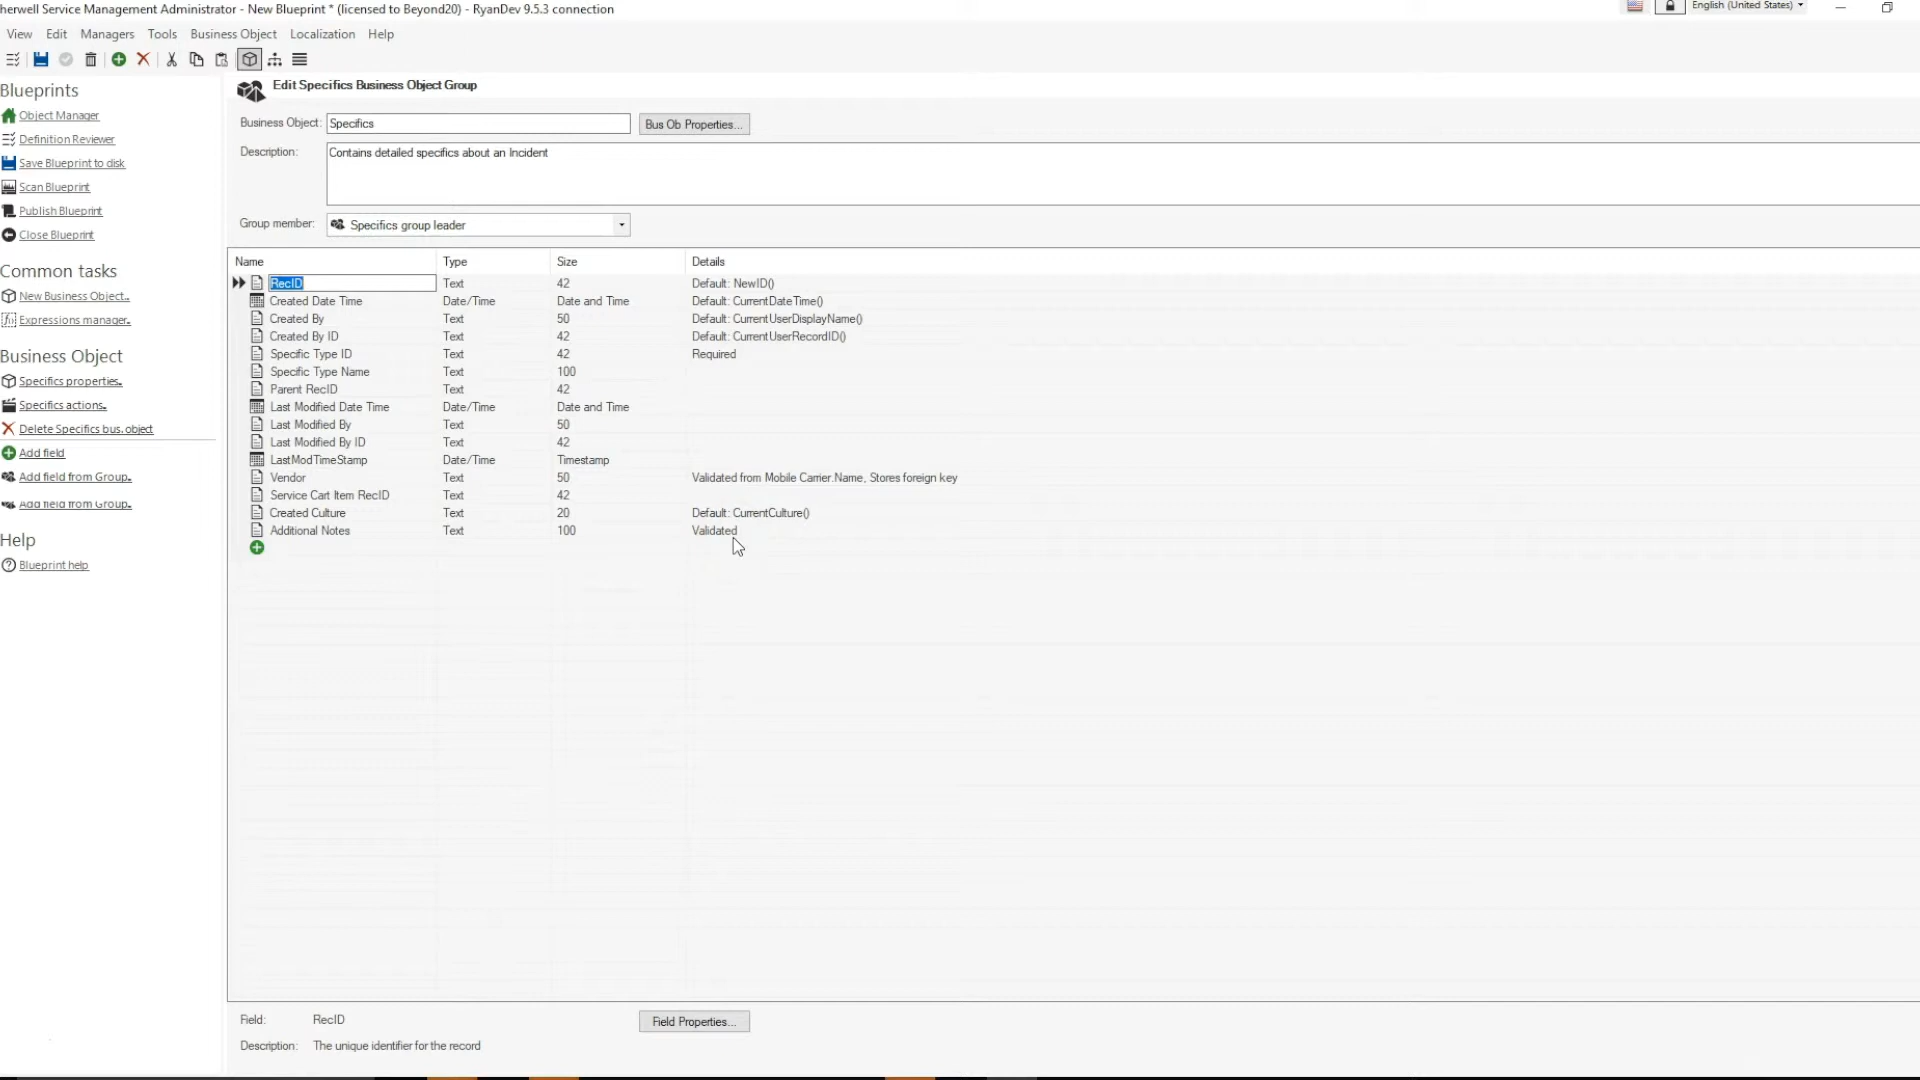 herwell Service Management Administrator - New Blueprint * (licensed to Beyond20) - RyanDev 9.5.3 connection
English (United States)
View Edit Managers Tools Business Object Localization Help
Blueprints
Object Manager
Definition Reviewer
Save Blueprint to disk
Scan Blueprint
Publish Blueprint
Close Blueprint
Common tasks
New Business Object...
Expressions manager...
Business Object
Specifics properties...
Specifics actions...
Delete Specifics bus. object
Add field
Add field from Group...
Add field from Group...
Help
Blueprint help
Edit Specifics Business Object Group
Business Object: Specifics Bus Ob Properties...
Description: Contains detailed specifics about an Incident
Group member: Specifics group leader
Name Type Size Details
RecID Text 42 Default: NewID()
Created Date Time Date/Time Date and Time Default: CurrentDateTime()
Created By Text 50 Default: CurrentUserDisplayName()
Created By ID Text 42 Default: CurrentUserRecordID()
Specific Type ID Text 42 Required
Specific Type Name Text 100
Parent RecID Text 42
Last Modified Date Time Date/Time Date and Time
Last Modified By Text 50
Last Modified By ID Text 42
LastModTimeStamp Date/Time Timestamp
Vendor Text 50 Validated from Mobile Carrier.Name, Stores foreign key
Service Cart Item RecID Text 42
Created Culture Text 20 Default: CurrentCulture()
Additional Notes Text 100 Validated
Field: RecID Field Properties...
Description: The unique identifier for the record